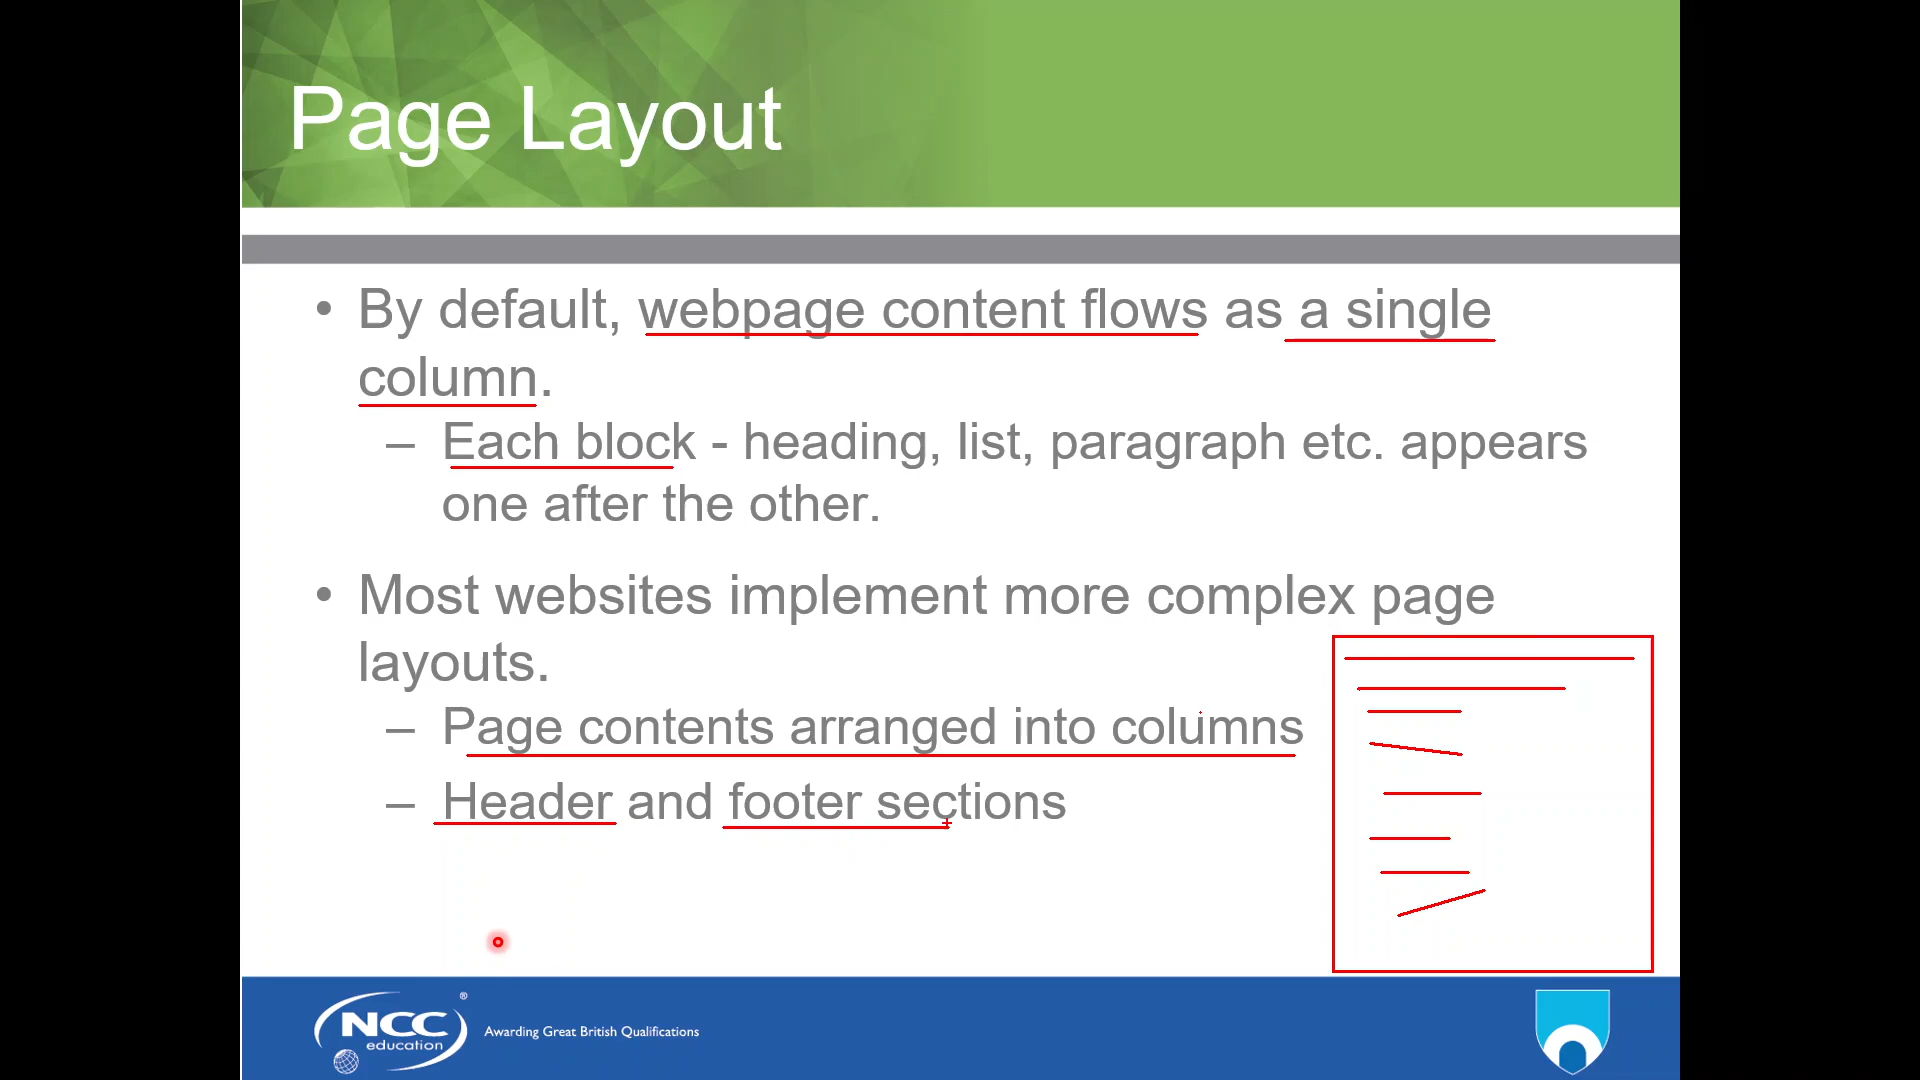 Page Layout
• By default, webpage content flows as a single
column.
– Each block - heading, list, paragraph etc. appears
one after the other.
• Most websites implement more complex page
layouts.
– Page contents arranged into columns
– Header and footer sections
NCC ®
education
Awarding Great British Qualifications